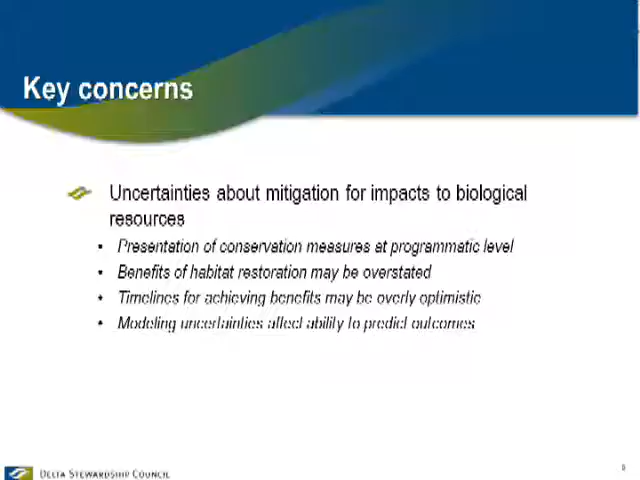 Key concerns
Uncertainties about mitigation for impacts to biological
resources
• Presentation of conservation measures at programmatic level
• Benefits of habitat restoration may be overstated
• Timelines for achieving benefits may be overly optimistic
• Modeling uncertainties affect ability to predict outcomes
DELTA STEWARDSHIP COUNCIL